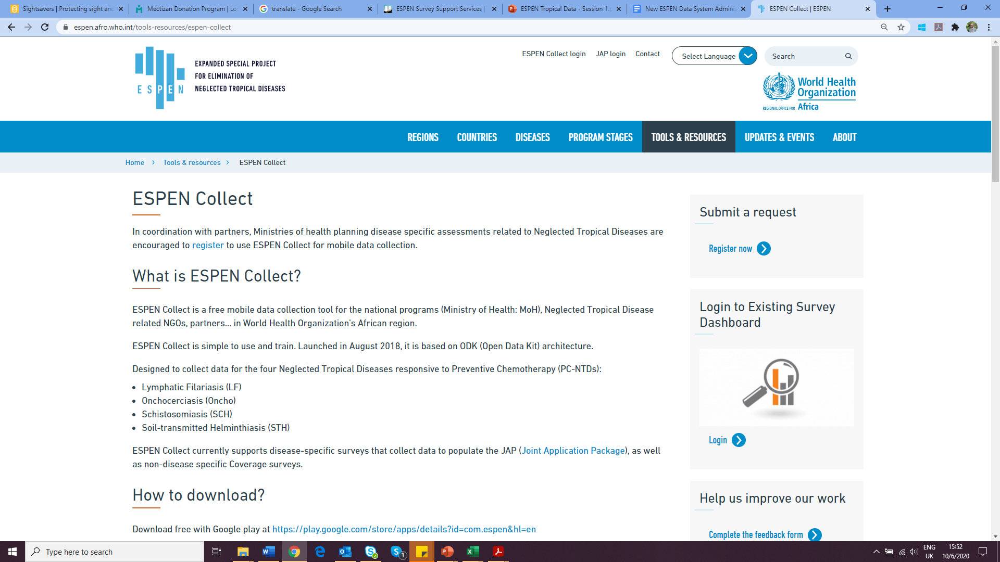 Sightsavers | Protecting sight and
Mectizan Donation Program | Lo
translate - Google Search
ESPEN Survey Support Services |
ESPEN Tropical Data - Session 1.p
New ESPEN Data System Adminis
ESPEN Collect | ESPEN
espen.afro.who.int/tools-resources/espen-collect
ESPEN Collect login JAP login Contact
Select Language
Search
EXPANDED SPECIAL PROJECT
FOR ELIMINATION OF
NEGLECTED TROPICAL DISEASES
ESPEN
World Health
Organization
REGIONAL OFFICE FOR Africa
REGIONS COUNTRIES DISEASES PROGRAM STAGES TOOLS & RESOURCES UPDATES & EVENTS ABOUT
Home > Tools & resources > ESPEN Collect
ESPEN Collect
In coordination with partners, Ministries of health planning disease specific assessments related to Neglected Tropical Diseases are
encouraged to register to use ESPEN Collect for mobile data collection.
What is ESPEN Collect?
ESPEN Collect is a free mobile data collection tool for the national programs (Ministry of Health: MoH), Neglected Tropical Disease
related NGOs, partners... in World Health Organization's African region.
ESPEN Collect is simple to use and train. Launched in August 2018, it is based on ODK (Open Data Kit) architecture.
Designed to collect data for the four Neglected Tropical Diseases responsive to Preventive Chemotherapy (PC-NTDs):
• Lymphatic Filariasis (LF)
• Onchocerciasis (Oncho)
• Schistosomiasis (SCH)
• Soil-transmitted Helminthiasis (STH)
ESPEN Collect currently supports disease-specific surveys that collect data to populate the JAP (Joint Application Package), as well
as non-disease specific Coverage surveys.
How to download?
Download free with Google play at https://play.google.com/store/apps/details?id=com.espen&hl=en
Submit a request
Register now
Login to Existing Survey
Dashboard
Login
Help us improve our work
Complete the feedback form
Type here to search
1
ENG
UK
15:52
10/6/2020